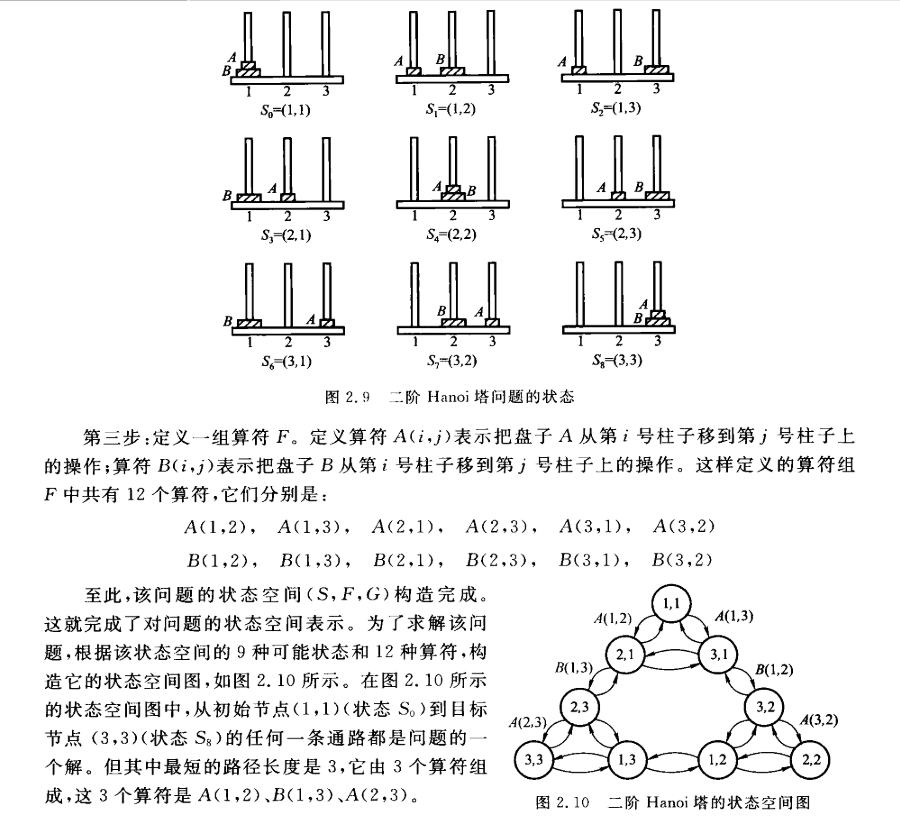 A
B
1 2 3
S₀=(1,1)
A B
1 2 3
S₁=(1,2)
A B
1 2 3
S₂=(1,3)
B A
1 2 3
S₃=(2,1)
A B
1 2 3
S₄=(2,2)
A B
1 2 3
S₅=(2,3)
B A
1 2 3
S₆=(3,1)
B A
1 2 3
S₇=(3,2)
A
B
1 2 3
S₈=(3,3)
图 2.9 二阶 Hanoi 塔问题的状态
第三步:定义一组算符 F。定义算符 A(i,j)表示把盘子 A 从第 i 号柱子移到第 j 号柱子上
的操作;算符 B(i,j)表示把盘子 B 从第 i 号柱子移到第 j 号柱子上的操作。这样定义的算符组
F 中共有 12 个算符,它们分别是:
A(1,2), A(1,3), A(2,1), A(2,3), A(3,1), A(3,2)
B(1,2), B(1,3), B(2,1), B(2,3), B(3,1), B(3,2)
至此,该问题的状态空间(S,F,G)构造完成。
这就完成了对问题的状态空间表示。为了求解该问
题,根据该状态空间的 9 种可能状态和 12 种算符,构
造它的状态空间图,如图 2.10 所示。在图 2.10 所示
的状态空间图中,从初始节点(1,1)(状态 S₀)到目标
节点 (3,3)(状态 S₈)的任何一条通路都是问题的一
个解。但其中最短的路径长度是 3,它由 3 个算符组
成,这 3 个算符是 A(1,2)、B(1,3)、A(2,3)。
1,1
A(1,2) A(1,3)
2,1 3,1
B(1,3) B(1,2)
2,3 3,2
A(2,3) A(3,2)
3,3 1,3 1,2 2,2
图 2.10 二阶 Hanoi 塔的状态空间图